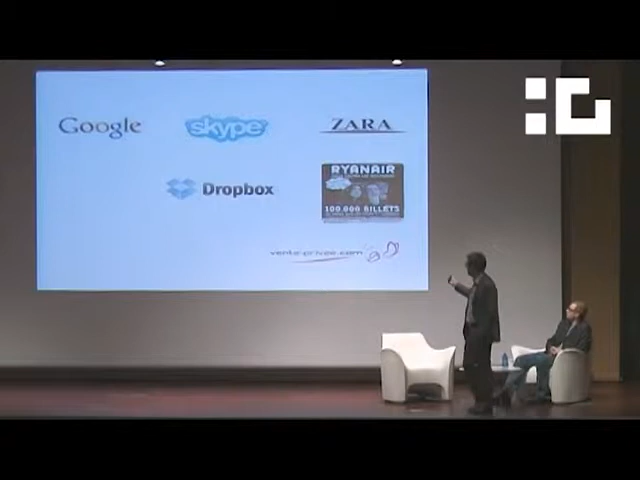 Google
skype
ZARA
Dropbox
RYANAIR
100.000 BILLETS
vente-privee.com